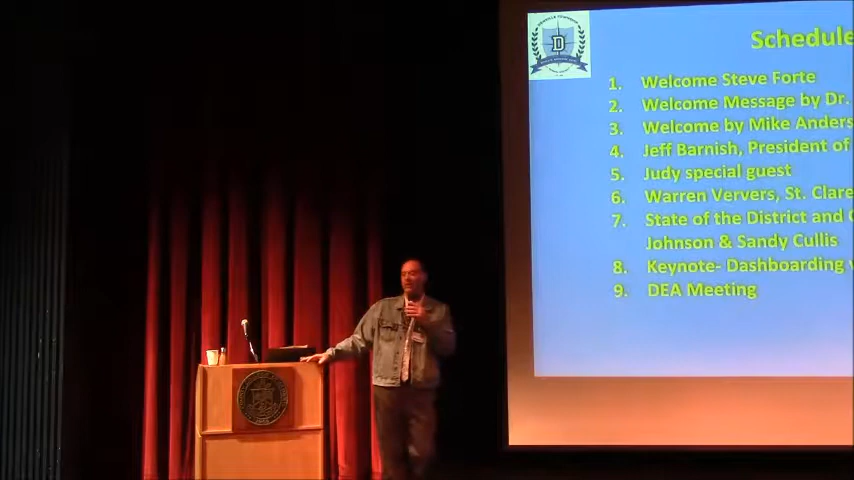 D
Schedule
1. Welcome Steve Forte
2. Welcome Message by Dr.
3. Welcome by Mike Anders
4. Jeff Barnish, President of
5. Judy special guest
6. Warren Ververs, St. Clare
7. State of the District and
Johnson & Sandy Cullis
8. Keynote- Dashboarding
9. DEA Meeting